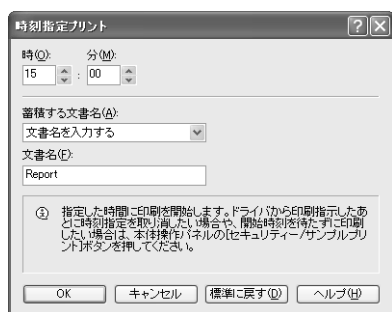 時刻指定プリント
時(O): 分(M):
15 : 00
蓄積する文書名(A):
文書名を入力する
文書名(F):
Report
指定した時間に印刷を開始します。ドライバから印刷指示したあ
とに時刻指定を取り消したい場合や、開始時刻を待たずに印刷
したい場合は、本体操作パネルの[セキュリティー/サンプルプリ
ント]ボタンを押してください。
OK キャンセル 標準に戻す(D) ヘルプ(H)